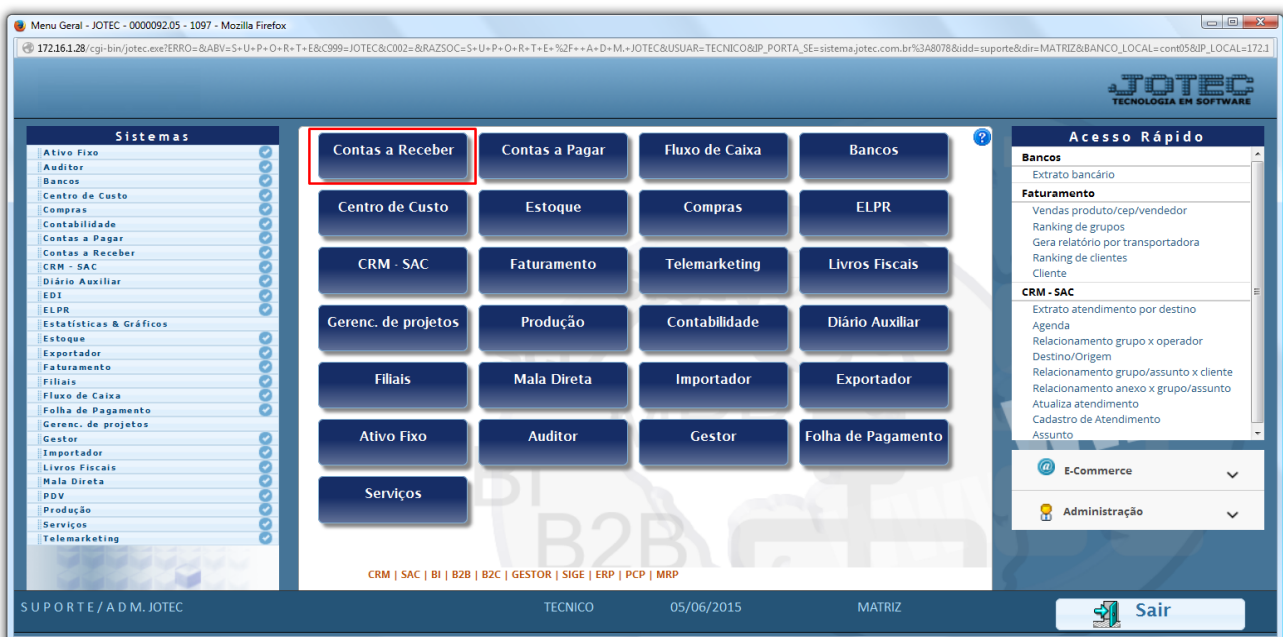 Menu Geral - JOTEC - 0000092.05 - 1097 - Mozilla Firefox
172.16.1.28/cgi-bin/jotec.exe?ERRO=&ABV=S+U+P+O+R+T+E&C999=JOTEC&C002=&RAZSOC=S+U+P+O+R+T+E+%2F++A+D+M.+JOTEC&USUAR=TECNICO&IP_PORTA_SE=sistema.jotec.com.br%3A8078&idd=suporte&dir=MATRIZ&BANCO_LOCAL=cont05&IP_LOCAL=172.1
JOTEC
TECNOLOGIA EM SOFTWARE
Sistemas
Ativo Fixo
Auditor
Bancos
Centro de Custo
Compras
Contabilidade
Contas a Pagar
Contas a Receber
CRM - SAC
Diário Auxiliar
EDI
ELPR
Estatísticas & Gráficos
Estoque
Exportador
Faturamento
Filiais
Fluxo de Caixa
Folha de Pagamento
Gerenc. de projetos
Gestor
Importador
Livros Fiscais
Mala Direta
PDV
Produção
Serviços
Telemarketing
Contas a Receber Contas a Pagar Fluxo de Caixa Bancos
Centro de Custo Estoque Compras ELPR
CRM - SAC Faturamento Telemarketing Livros Fiscais
Gerenc. de projetos Produção Contabilidade Diário Auxiliar
Filiais Mala Direta Importador Exportador
Ativo Fixo Auditor Gestor Folha de Pagamento
Serviços
BI
B2B
CRM | SAC | BI | B2B | B2C | GESTOR | SIGE | ERP | PCP | MRP
?
Acesso Rápido
Bancos
Extrato bancário
Faturamento
Vendas produto/cep/vendedor
Ranking de grupos
Gera relatório por transportadora
Ranking de clientes
Cliente
CRM - SAC
Extrato atendimento por destino
Agenda
Relacionamento grupo x operador
Destino/Origem
Relacionamento grupo/assunto x cliente
Relacionamento anexo x grupo/assunto
Atualiza atendimento
Cadastro de Atendimento
Assunto
@ E-Commerce
Administração
S U P O R T E / A D M. JOTEC TECNICO 05/06/2015 MATRIZ Sair